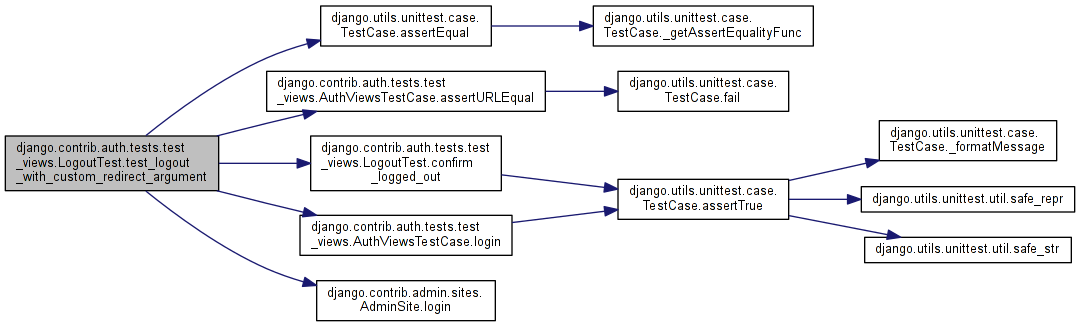 django.contrib.auth.tests.test
_views.LogoutTest.test_logout
_with_custom_redirect_argument
django.utils.unittest.case.
TestCase.assertEqual
django.utils.unittest.case.
TestCase._getAssertEqualityFunc
django.contrib.auth.tests.test
_views.AuthViewsTestCase.assertURLEqual
django.utils.unittest.case.
TestCase.fail
django.contrib.auth.tests.test
_views.LogoutTest.confirm
_logged_out
django.utils.unittest.case.
TestCase.assertTrue
django.utils.unittest.case.
TestCase._formatMessage
django.utils.unittest.util.safe_repr
django.utils.unittest.util.safe_str
django.contrib.auth.tests.test
_views.AuthViewsTestCase.login
django.contrib.admin.sites.
AdminSite.login